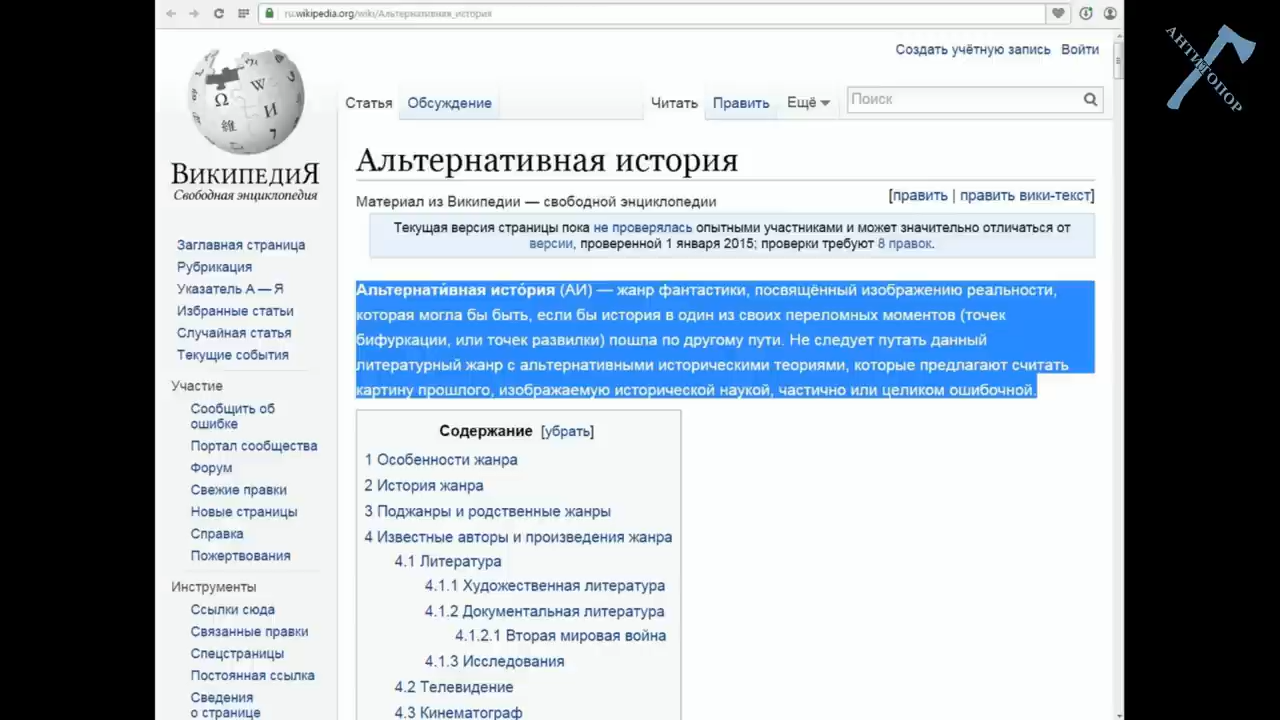 ru.wikipedia.org/wiki/Альтернативная_история
АНТИТОПОР
Создать учётную запись Войти
Статья Обсуждение Читать Править Ещё Поиск
ВИКИПЕДИЯ
Свободная энциклопедия
Альтернативная история
Материал из Википедии — свободной энциклопедии
[править | править вики-текст]
Текущая версия страницы пока не проверялась опытными участниками и может значительно отличаться от
версии, проверенной 1 января 2015; проверки требуют 8 правок.
Альтернати́вная исто́рия (АИ) — жанр фантастики, посвящённый изображению реальности,
которая могла бы быть, если бы история в один из своих переломных моментов (точек
бифуркации, или точек развилки) пошла по другому пути. Не следует путать данный
литературный жанр с альтернативными историческими теориями, которые предлагают считать
картину прошлого, изображаемую исторической наукой, частично или целиком ошибочной.
Заглавная страница
Рубрикация
Указатель А — Я
Избранные статьи
Случайная статья
Текущие события
Участие
Сообщить об
ошибке
Портал сообщества
Форум
Свежие правки
Новые страницы
Справка
Пожертвования
Инструменты
Ссылки сюда
Связанные правки
Спецстраницы
Постоянная ссылка
Сведения
о странице
Содержание [убрать]
1 Особенности жанра
2 История жанра
3 Поджанры и родственные жанры
4 Известные авторы и произведения жанра
4.1 Литература
4.1.1 Художественная литература
4.1.2 Документальная литература
4.1.2.1 Вторая мировая война
4.1.3 Исследования
4.2 Телевидение
4.3 Кинематограф